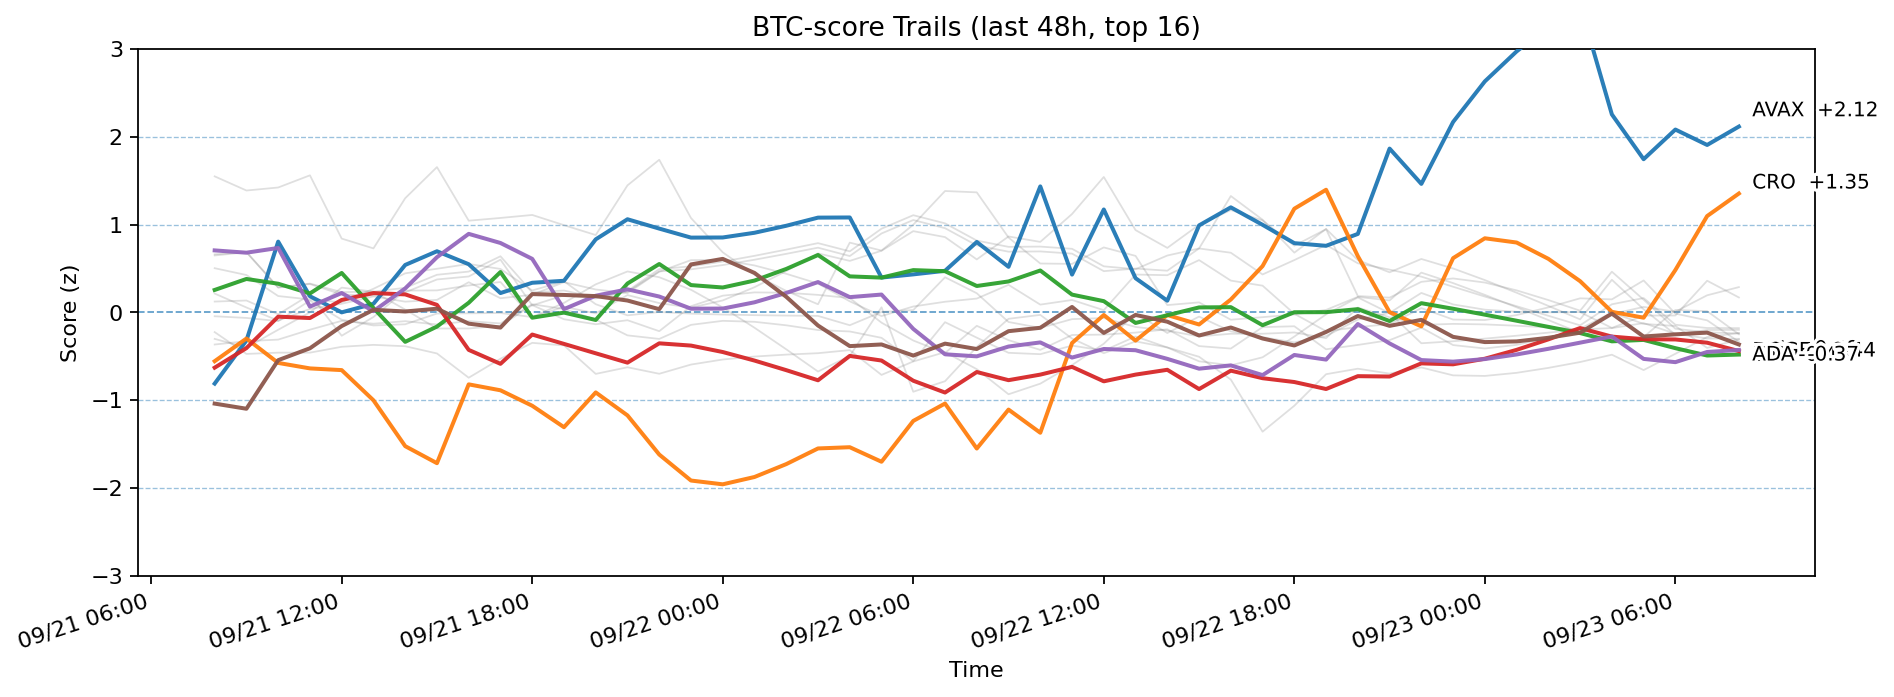 BTC-score Trails (last 48h, top 16)
Score (z)
3
2
1
0
−1
−2
−3
AVAX +2.12
CRO +1.35
ADA −0.37
09/21 06:00
09/21 12:00
09/21 18:00
09/22 00:00
09/22 06:00
09/22 12:00
09/22 18:00
09/23 00:00
09/23 06:00
Time